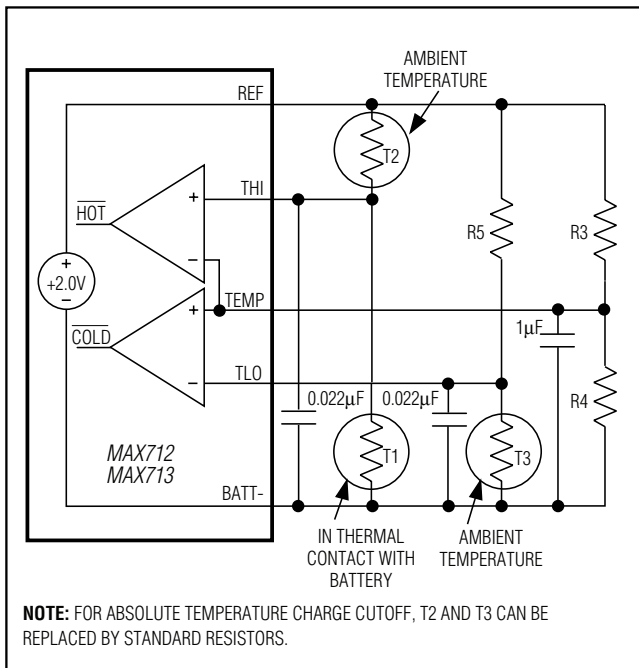 AMBIENT
TEMPERATURE
REF
T2
THI
HOT
+
−
R5
R3
+
+2.0V
−
TEMP
+
COLD
−
1µF
TLO
0.022µF
0.022µF
R4
MAX712
MAX713
T1
T3
BATT-
IN THERMAL
CONTACT WITH
BATTERY
AMBIENT
TEMPERATURE
NOTE: FOR ABSOLUTE TEMPERATURE CHARGE CUTOFF, T2 AND T3 CAN BE
REPLACED BY STANDARD RESISTORS.